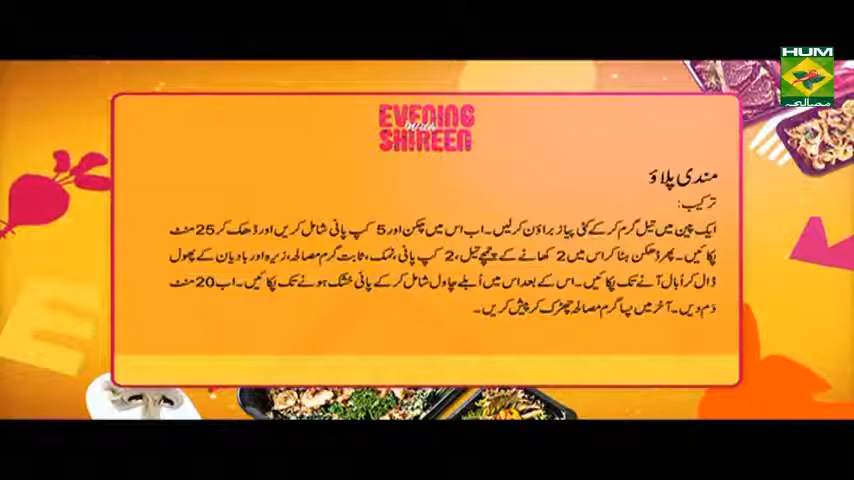 HUM
مصالحہ
EVENING
with
SHIREEN
مندی پلاؤ
ترکیب:
ایک پین میں تیل گرم کر کے کٹی پیاز براؤن کر لیں۔ اب اس میں چکن اور 5 کپ پانی شامل کریں اور ڈھک کر 25 منٹ
پکائیں۔ پھر ڈھکن ہٹا کر اس میں 2 کھانے کے چمچے تیل، 2 کپ پانی، نمک، ثابت گرم مصالحہ، زیرہ اور بادیان کے پھول
ڈال کر اُبال آنے تک پکائیں۔ اس کے بعد اس میں اُبلے چاول شامل کر کے پانی خشک ہونے تک پکائیں۔ اب 20 منٹ
دَم دیں۔ آخر میں پسا گرم مصالحہ چھڑک کر پیش کریں۔